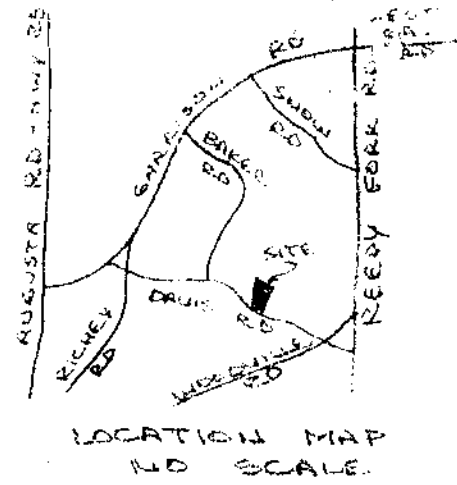 RD
GARRISON
SNOW
RD
BAKER
RD
AUGUSTA RD - HWY 25
REEDY FORK RD
SITE
DAVIS
RD
RICHEY
RD
RD
LOCATION MAP
NO SCALE